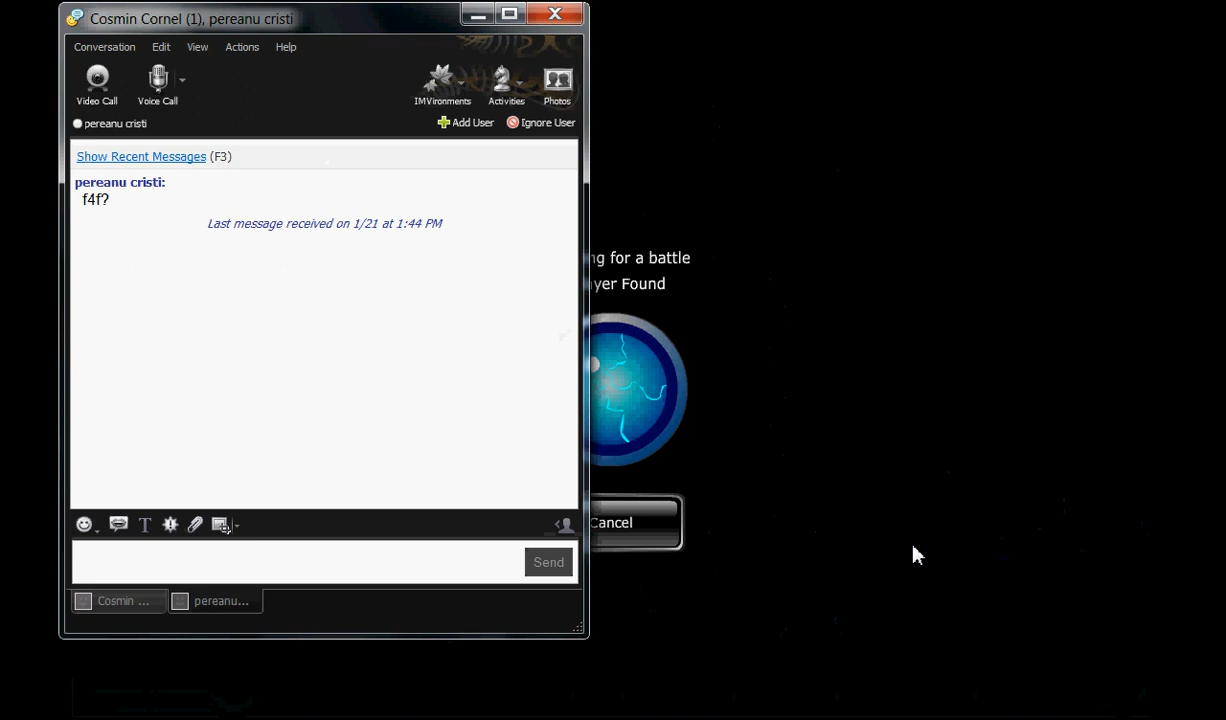 Cosmin Cornel (1), pereanu cristi
Conversation Edit View Actions Help
Video Call Voice Call IMVironments Activities Photos
pereanu cristi Add User Ignore User
Show Recent Messages (F3)
pereanu cristi:
f4f?
Last message received on 1/21 at 1:44 PM
ng for a battle
yer Found
Cancel
Send
Cosmin ... pereanu...